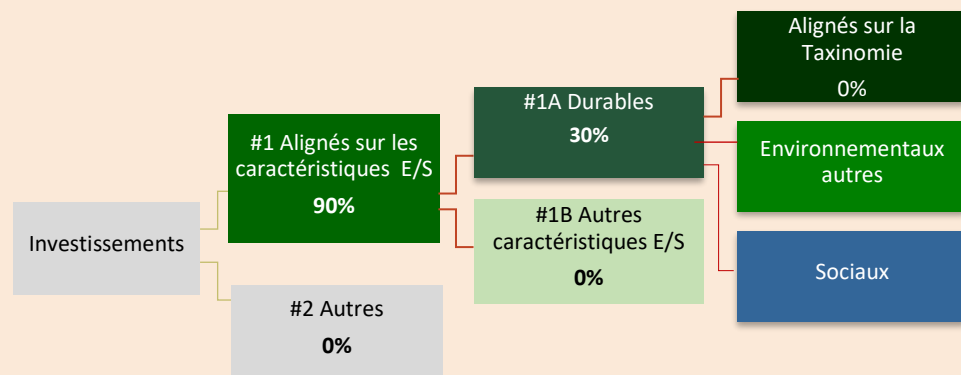 Investissements
#1 Alignés sur les
caractéristiques E/S
90%
#2 Autres
0%
#1A Durables
30%
#1B Autres
caractéristiques E/S
0%
Alignés sur la
Taxinomie
0%
Environnementaux
autres
Sociaux